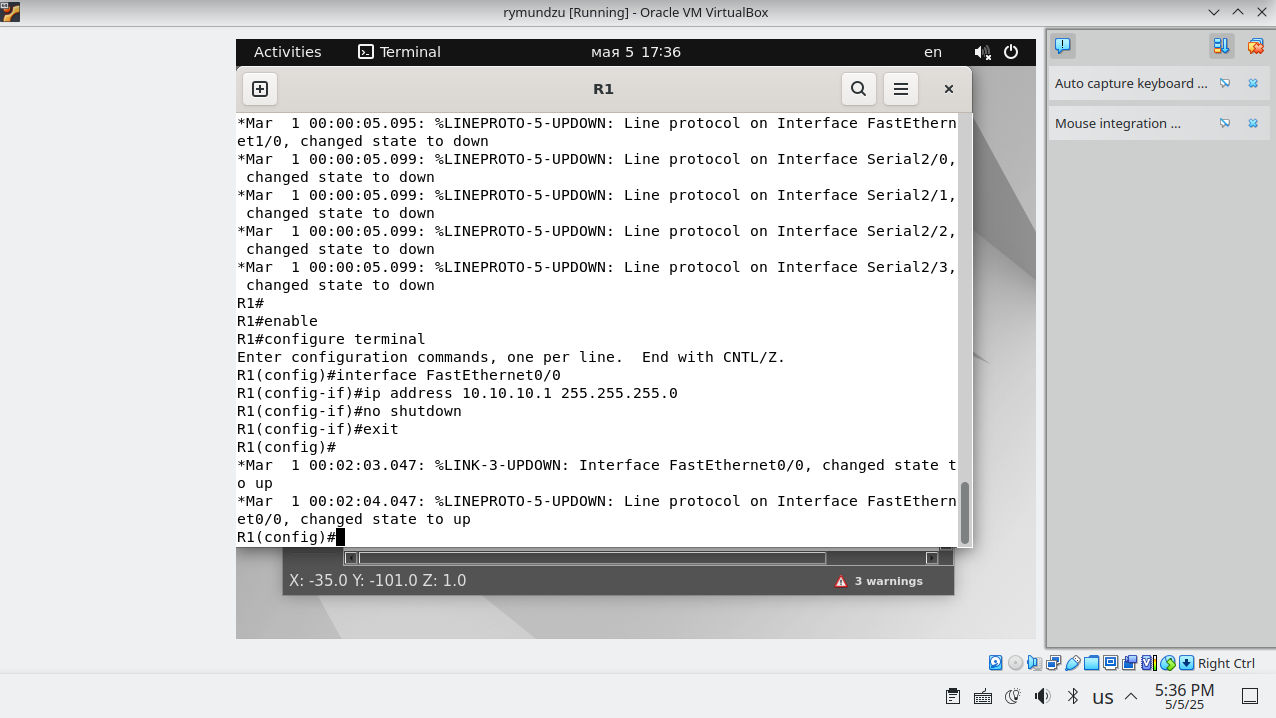 rymundzu [Running] - Oracle VM VirtualBox
Activities
Terminal
мая 5 17:36
en
R1
*Mar  1 00:00:05.095: %LINEPROTO-5-UPDOWN: Line protocol on Interface FastEthern
et1/0, changed state to down
*Mar  1 00:00:05.099: %LINEPROTO-5-UPDOWN: Line protocol on Interface Serial2/0,
 changed state to down
*Mar  1 00:00:05.099: %LINEPROTO-5-UPDOWN: Line protocol on Interface Serial2/1,
 changed state to down
*Mar  1 00:00:05.099: %LINEPROTO-5-UPDOWN: Line protocol on Interface Serial2/2,
 changed state to down
*Mar  1 00:00:05.099: %LINEPROTO-5-UPDOWN: Line protocol on Interface Serial2/3,
 changed state to down
R1#
R1#enable
R1#configure terminal
Enter configuration commands, one per line.  End with CNTL/Z.
R1(config)#interface FastEthernet0/0
R1(config-if)#ip address 10.10.10.1 255.255.255.0
R1(config-if)#no shutdown
R1(config-if)#exit
R1(config)#
*Mar  1 00:02:03.047: %LINK-3-UPDOWN: Interface FastEthernet0/0, changed state t
o up
*Mar  1 00:02:04.047: %LINEPROTO-5-UPDOWN: Line protocol on Interface FastEthern
et0/0, changed state to up
R1(config)#
X: -35.0 Y: -101.0 Z: 1.0
3 warnings
Auto capture keyboard ...
Mouse integration ...
Right Ctrl
us
5:36 PM
5/5/25